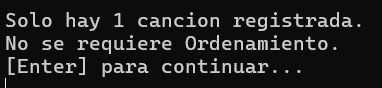 Solo hay 1 cancion registrada.
No se requiere Ordenamiento.
[Enter] para continuar...